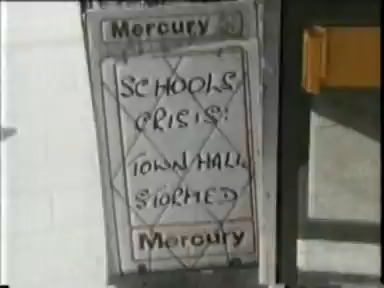 Mercury
SCHOOLS
CRISIS:
TOWN HALL
STORMED
Mercury